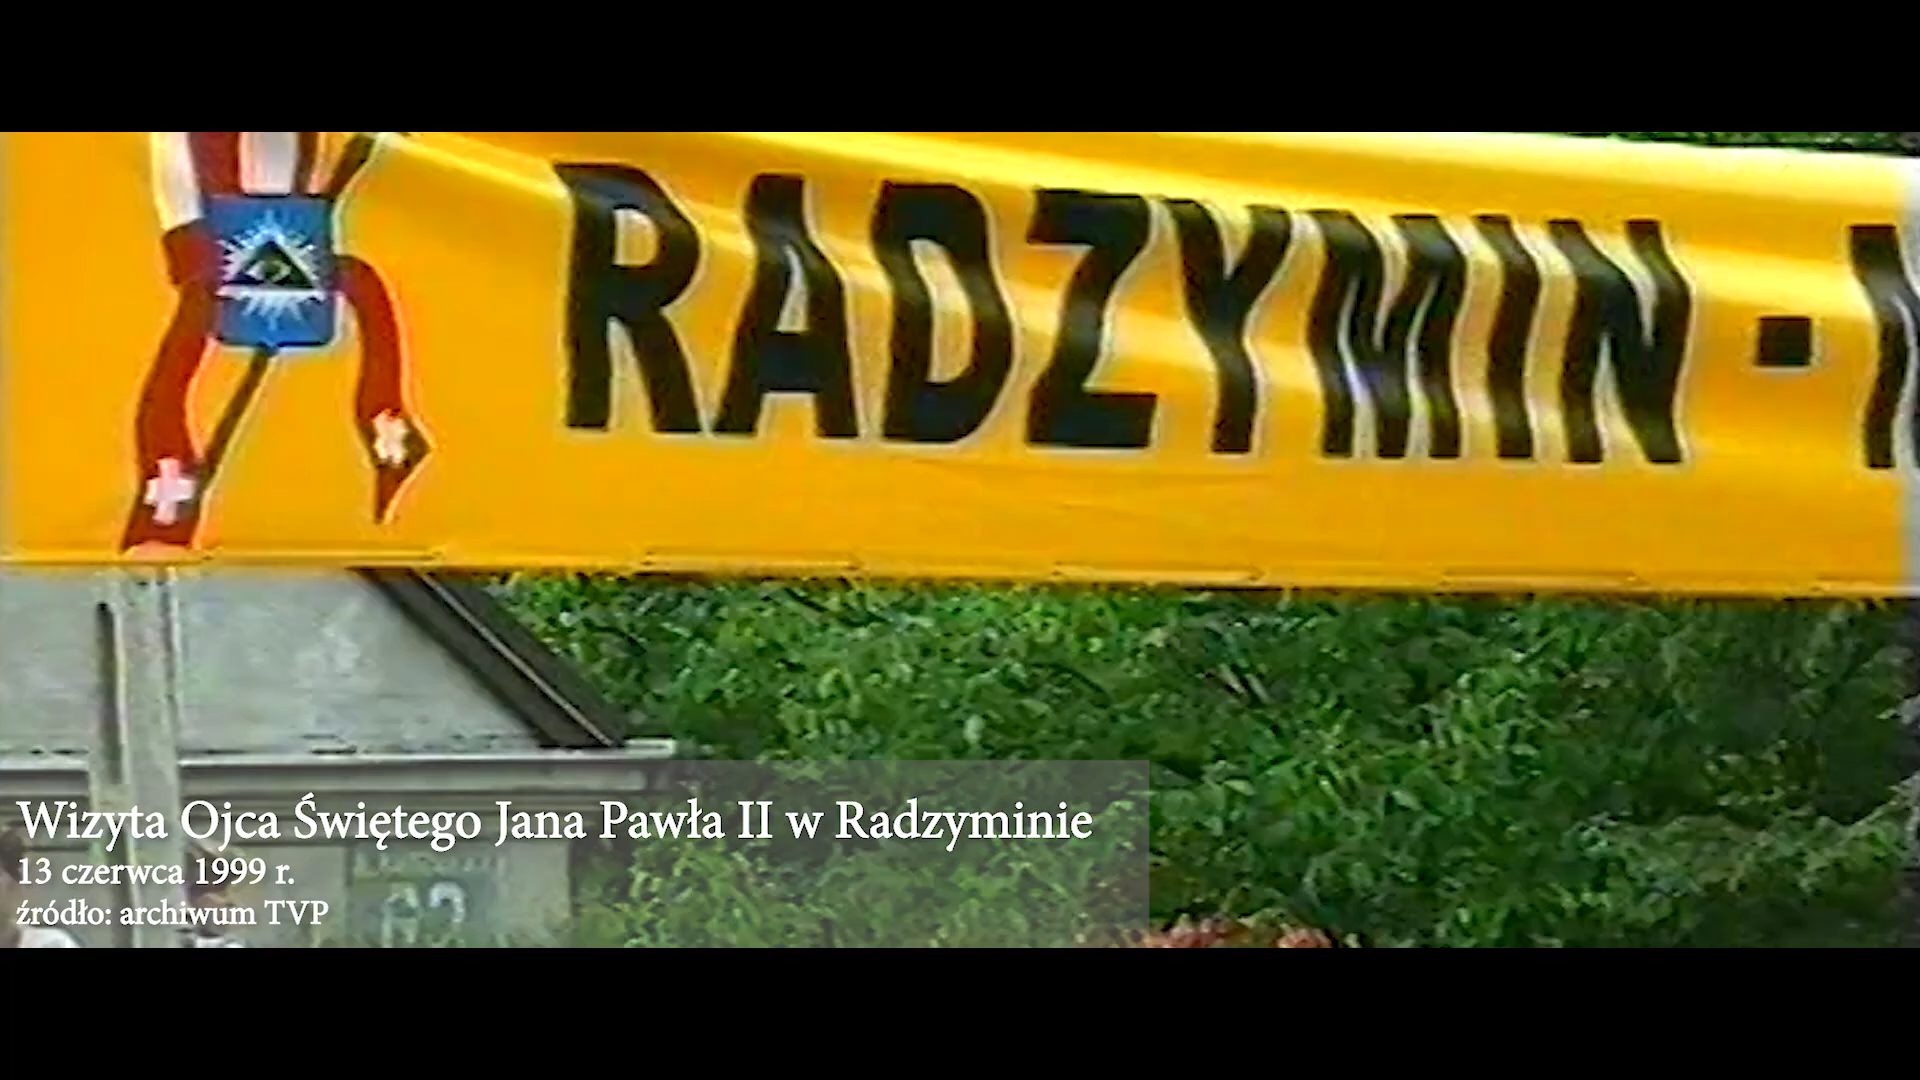 RADZYMIN -
Wizyta Ojca Świętego Jana Pawła II w Radzyminie
13 czerwca 1999 r.
źródło: archiwum TVP